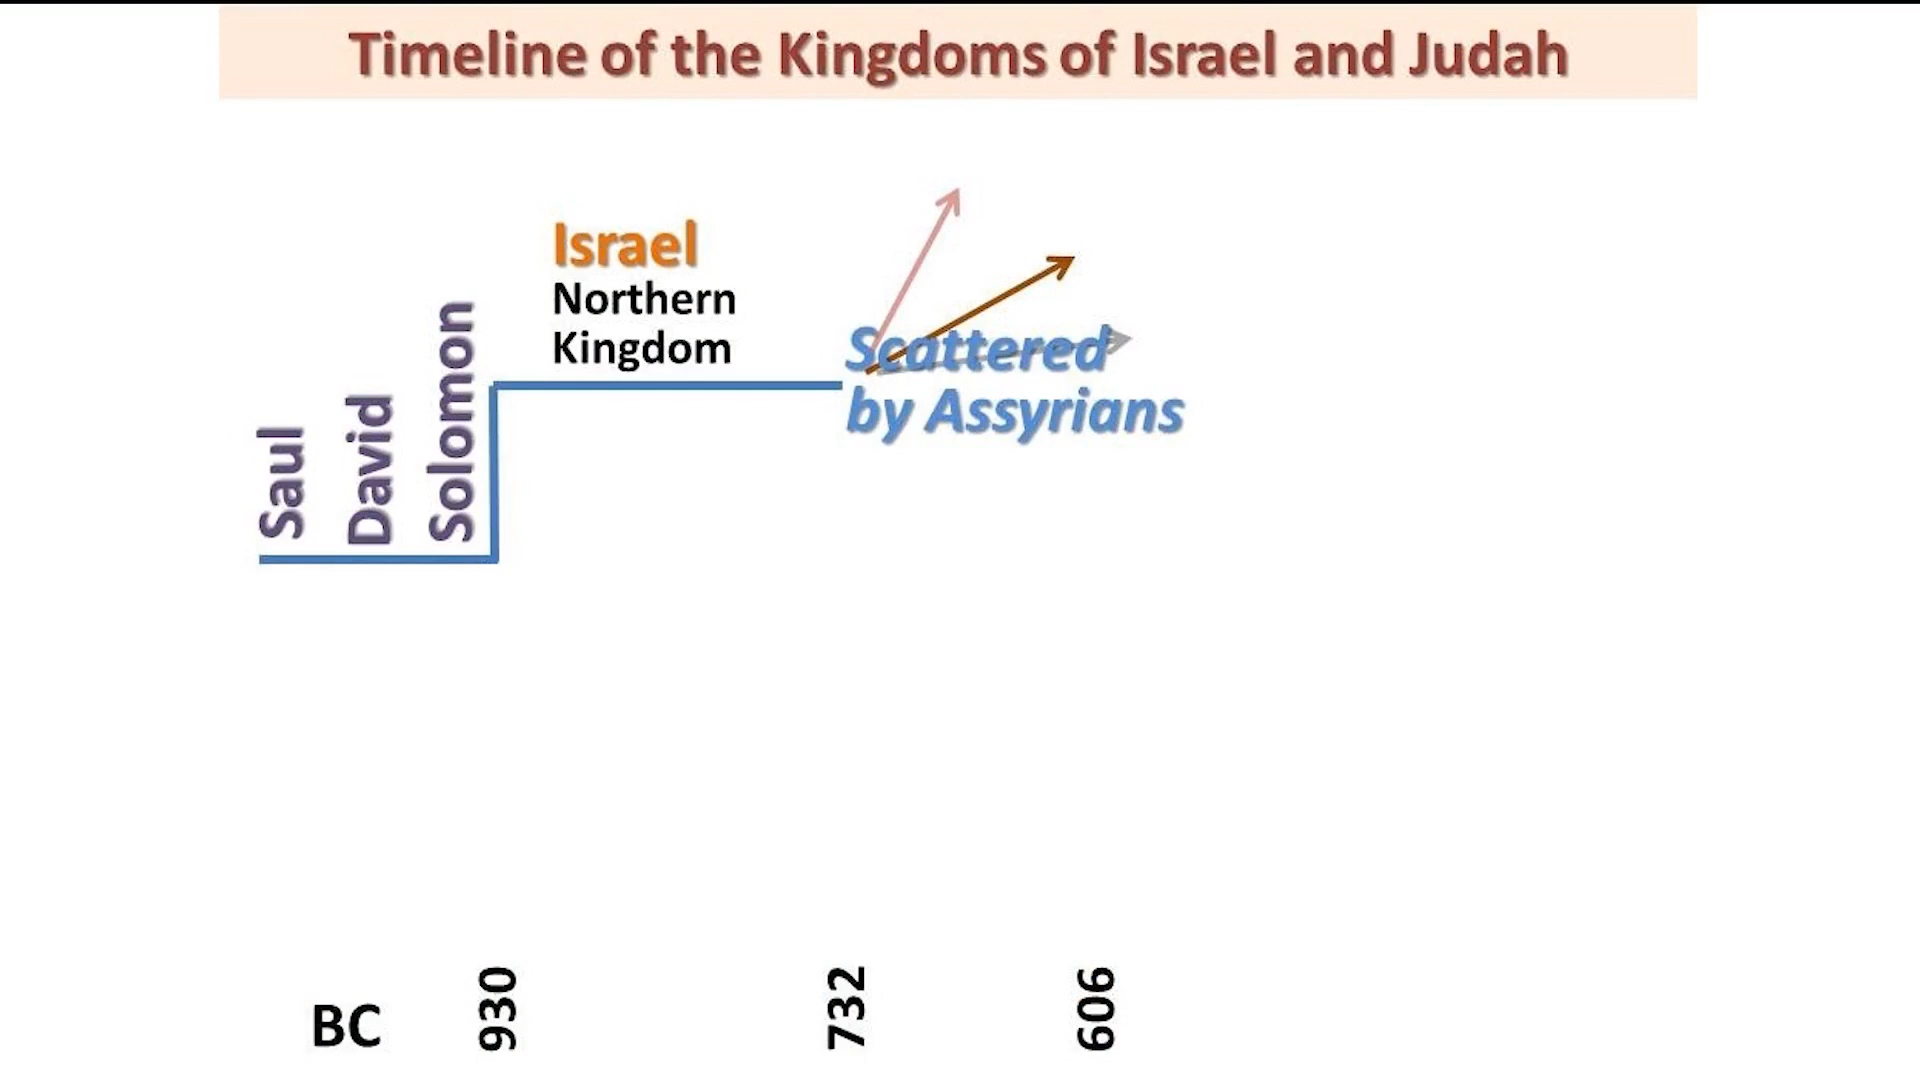 Timeline of the Kingdoms of Israel and Judah
Saul
David
Solomon
Israel
Northern
Kingdom
Scattered
by Assyrians
BC
930
732
606